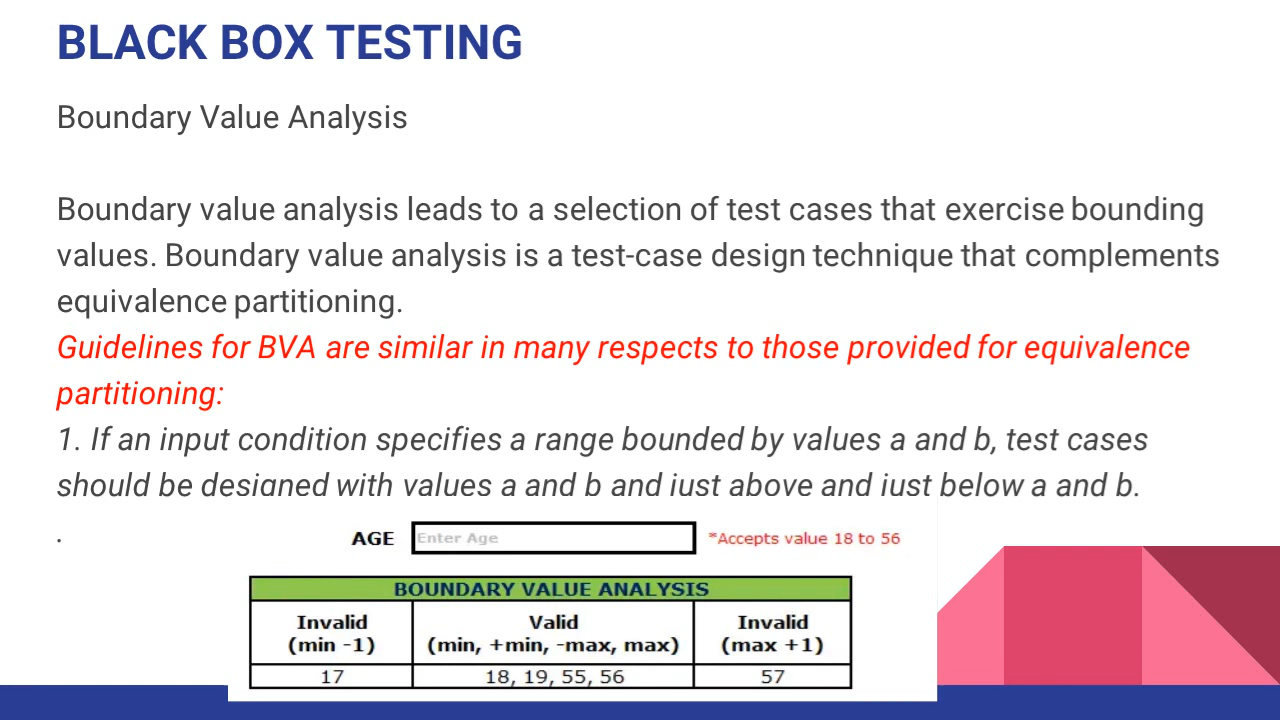 BLACK BOX TESTING
Boundary Value Analysis
Boundary value analysis leads to a selection of test cases that exercise bounding
values. Boundary value analysis is a test-case design technique that complements
equivalence partitioning.
Guidelines for BVA are similar in many respects to those provided for equivalence
partitioning:
1. If an input condition specifies a range bounded by values a and b, test cases
should be designed with values a and b and just above and just below a and b.
.
AGE Enter Age *Accepts value 18 to 56
BOUNDARY VALUE ANALYSIS
Invalid Valid Invalid
(min -1) (min, +min, -max, max) (max +1)
17 18, 19, 55, 56 57